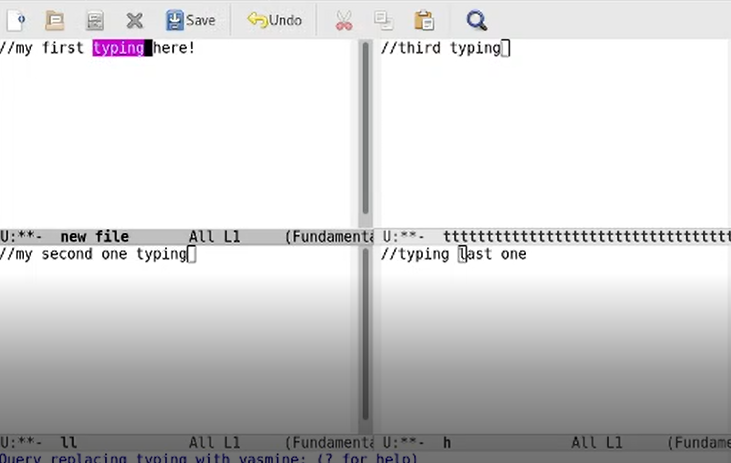 Save Undo
//my first typing here!
//third typing
U:**- new file All L1 (Fundamenta
U:**- tttttttttttttttttttttttttttttttttt
//my second one typing
//typing last one
U:**- ll All L1 (Fundamenta
U:**- h All L1 (Fundame
Query replacing typing with yasmine: (? for help)